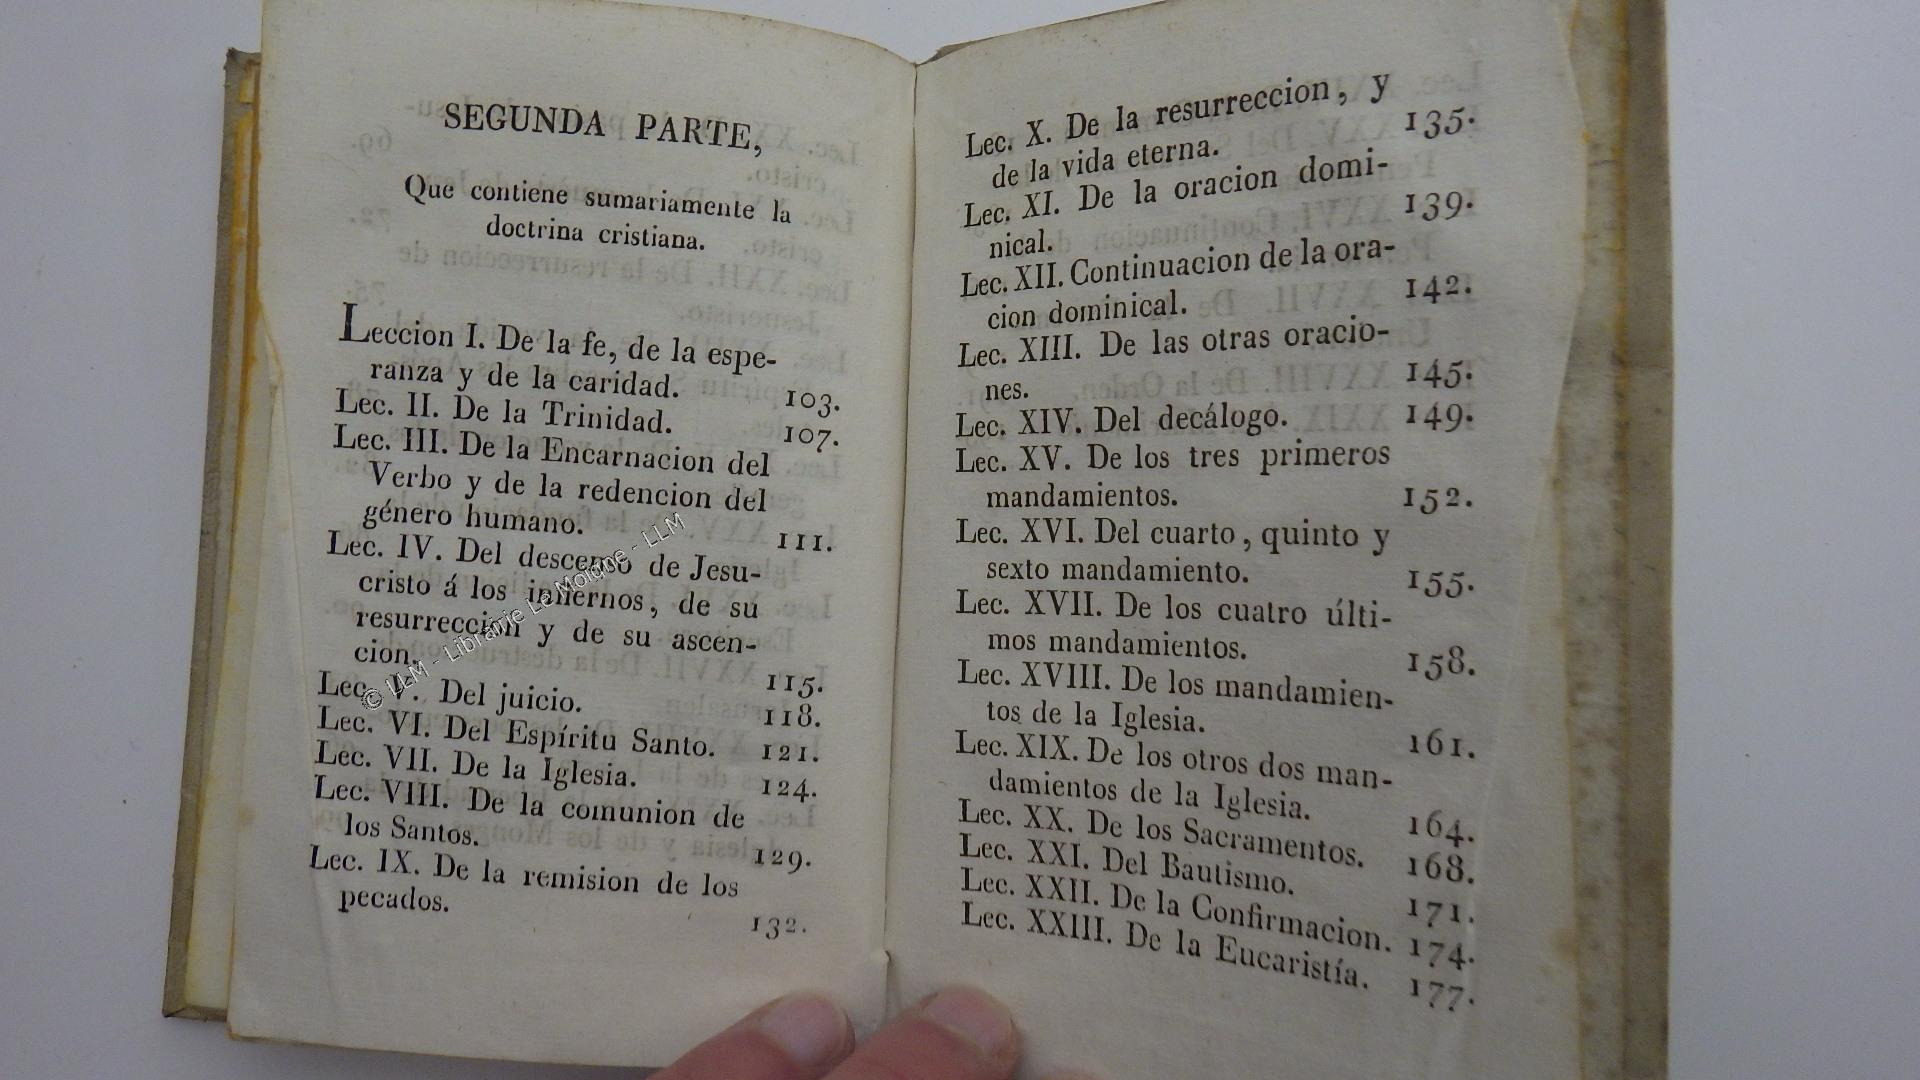 SEGUNDA PARTE,
Que contiene sumariamente la
doctrina cristiana.
Leccion I. De la fe, de la espe-
ranza y de la caridad. 103.
Lec. II. De la Trinidad. 107.
Lec. III. De la Encarnacion del
Verbo y de la redencion del
género humano. 111.
Lec. IV. Del descenso de Jesu-
cristo á los infiernos, de su
resurreccion y de su ascen-
cion. 115.
Lec. V. Del juicio. 118.
Lec. VI. Del Espíritu Santo. 121.
Lec. VII. De la Iglesia. 124.
Lec. VIII. De la comunion de
los Santos. 129.
Lec. IX. De la remision de los
pecados. 132.
© LLM - Librairie Le Moidne - LLM
Lec. X. De la resurreccion, y
de la vida eterna. 135.
Lec. XI. De la oracion domi-
nical. 139.
Lec. XII. Continuacion de la ora-
cion dominical. 142.
Lec. XIII. De las otras oracio-
nes. 145.
Lec. XIV. Del decálogo. 149.
Lec. XV. De los tres primeros
mandamientos. 152.
Lec. XVI. Del cuarto, quinto y
sexto mandamiento. 155.
Lec. XVII. De los cuatro últi-
mos mandamientos. 158.
Lec. XVIII. De los mandamien-
tos de la Iglesia. 161.
Lec. XIX. De los otros dos man-
damientos de la Iglesia. 164.
Lec. XX. De los Sacramentos. 168.
Lec. XXI. Del Bautismo. 171.
Lec. XXII. De la Confirmacion. 174.
Lec. XXIII. De la Eucaristía. 177.